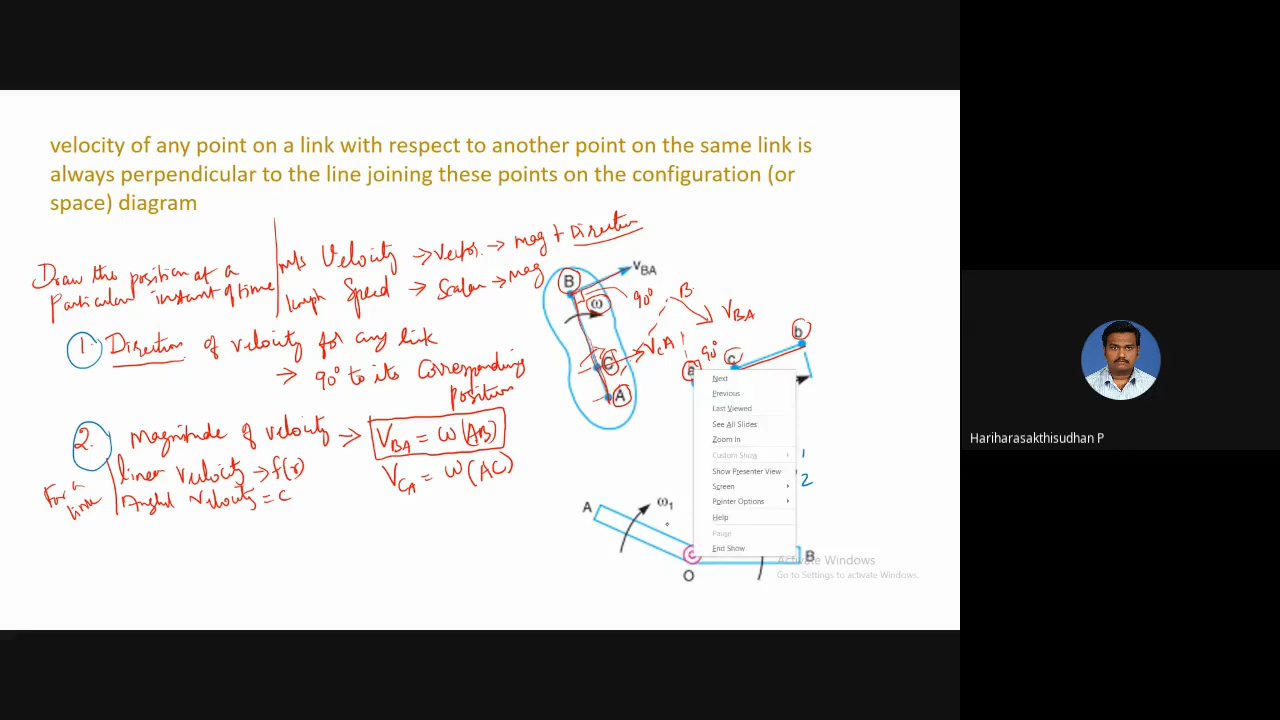 velocity of any point on a link with respect to another point on the same link is
always perpendicular to the line joining these points on the configuration (or
space) diagram
Draw the position at a
particular instant of time
m/s Velocity → Vector → mag + Direction
kmph Speed → Scalar → mag
1. Direction of velocity for any link
→ 90° to its corresponding
position
2. Magnitude of velocity → VBA = ω(AB)
VCA = ω(AC)
linear velocity → f(r)
Angul velocity = C
For a
link
B
VBA
ω
90°
C
VCA
A
B
VBA
90°
a
c
b
Next
Previous
Last Viewed
See All Slides
Zoom In
Custom Show
Show Presenter View
Screen
Pointer Options
Help
Pause
End Show
1
2
A
ω1
C
O
B
Activate Windows
Go to Settings to activate Windows.
Hariharasakthisudhan P